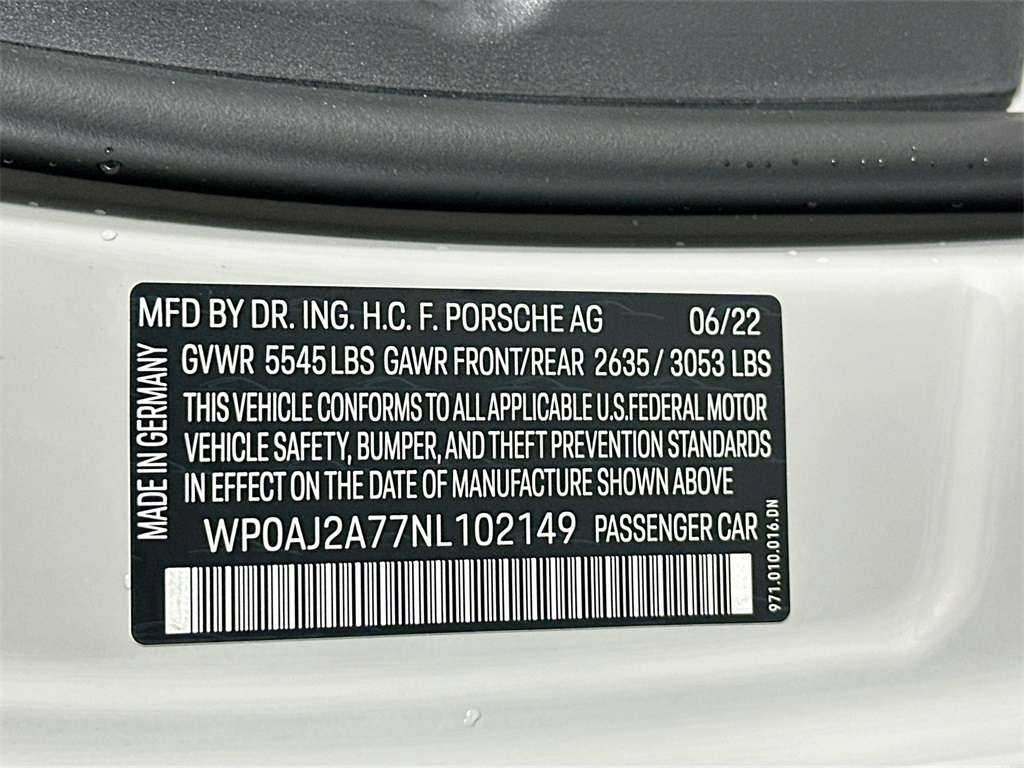 MFD BY DR. ING. H.C. F. PORSCHE AG 06/22
GVWR 5545 LBS GAWR FRONT/REAR 2635 / 3053 LBS
THIS VEHICLE CONFORMS TO ALL APPLICABLE U.S.FEDERAL MOTOR
VEHICLE SAFETY, BUMPER, AND THEFT PREVENTION STANDARDS
IN EFFECT ON THE DATE OF MANUFACTURE SHOWN ABOVE
WP0AJ2A77NL102149 PASSENGER CAR
MADE IN GERMANY
971.010.016.DN